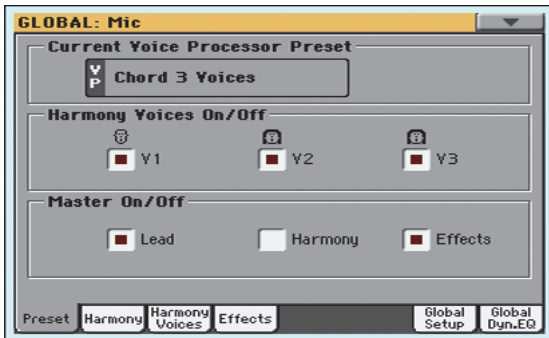 GLOBAL: Mic
Current Voice Processor Preset
VP Chord 3 Voices
Harmony Voices On/Off
V1 V2 V3
Master On/Off
Lead Harmony Effects
Preset Harmony Harmony Voices Effects Global Setup Global Dyn.EQ